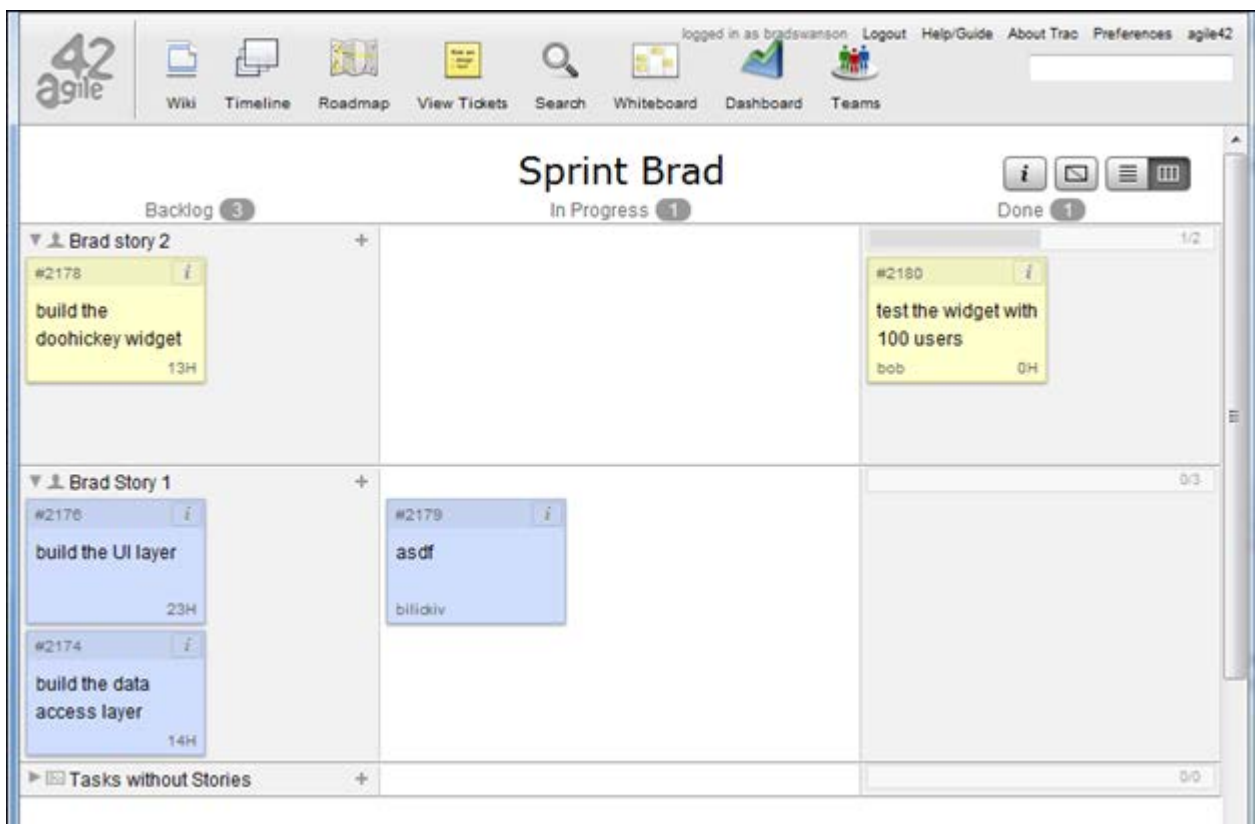 logged in as bradswanson Logout Help/Guide About Trac Preferences agile42
42
agile
Wiki Timeline Roadmap View Tickets Search Whiteboard Dashboard Teams
Sprint Brad
Backlog 3 In Progress 1 Done 1
Brad story 2 + 1/2
#2178 i #2180 i
build the test the widget with
doohickey widget 100 users
13H bob 0H
Brad Story 1 + 0/3
#2176 i #2179 i
build the UI layer asdf
23H
#2174 i
build the data
access layer
14H
Tasks without Stories + 0/0